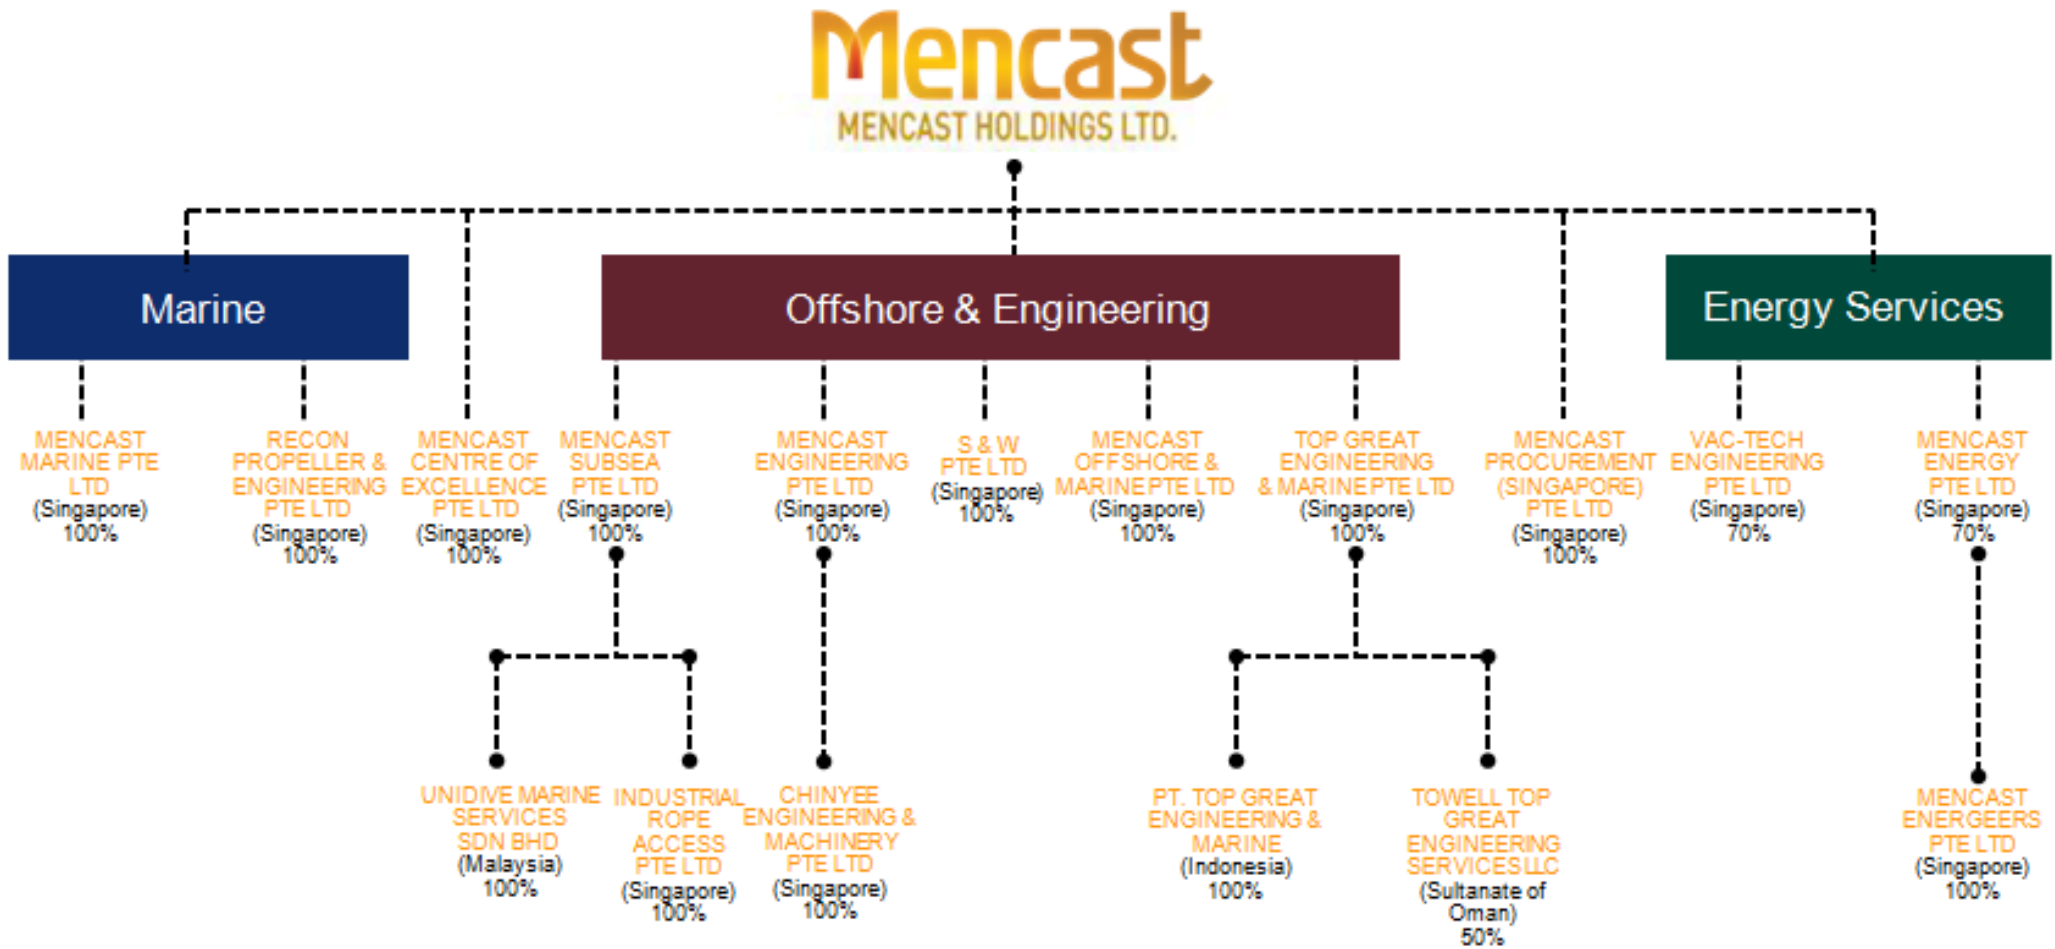 Mencast
MENCAST HOLDINGS LTD.
Marine
Offshore & Engineering
Energy Services
MENCAST
MARINE PTE
LTD
(Singapore)
100%
RECON
PROPELLER &
ENGINEERING
PTE LTD
(Singapore)
100%
MENCAST
CENTRE OF
EXCELLENCE
PTE LTD
(Singapore)
100%
MENCAST
SUBSEA
PTE LTD
(Singapore)
100%
MENCAST
ENGINEERING
PTE LTD
(Singapore)
100%
S & W
PTE LTD
(Singapore)
100%
MENCAST
OFFSHORE &
MARINE PTE LTD
(Singapore)
100%
TOP GREAT
ENGINEERING
& MARINE PTE LTD
(Singapore)
100%
MENCAST
PROCUREMENT
(SINGAPORE)
PTE LTD
(Singapore)
100%
VAC-TECH
ENGINEERING
PTE LTD
(Singapore)
70%
MENCAST
ENERGY
PTE LTD
(Singapore)
70%
UNIDIVE MARINE
SERVICES
SDN BHD
(Malaysia)
100%
INDUSTRIAL
ROPE
ACCESS
PTE LTD
(Singapore)
100%
CHINYEE
ENGINEERING &
MACHINERY
PTE LTD
(Singapore)
100%
PT. TOP GREAT
ENGINEERING &
MARINE
(Indonesia)
100%
TOWELL TOP
GREAT
ENGINEERING
SERVICES LLC
(Sultanate of
Oman)
50%
MENCAST
ENERGEERS
PTE LTD
(Singapore)
100%